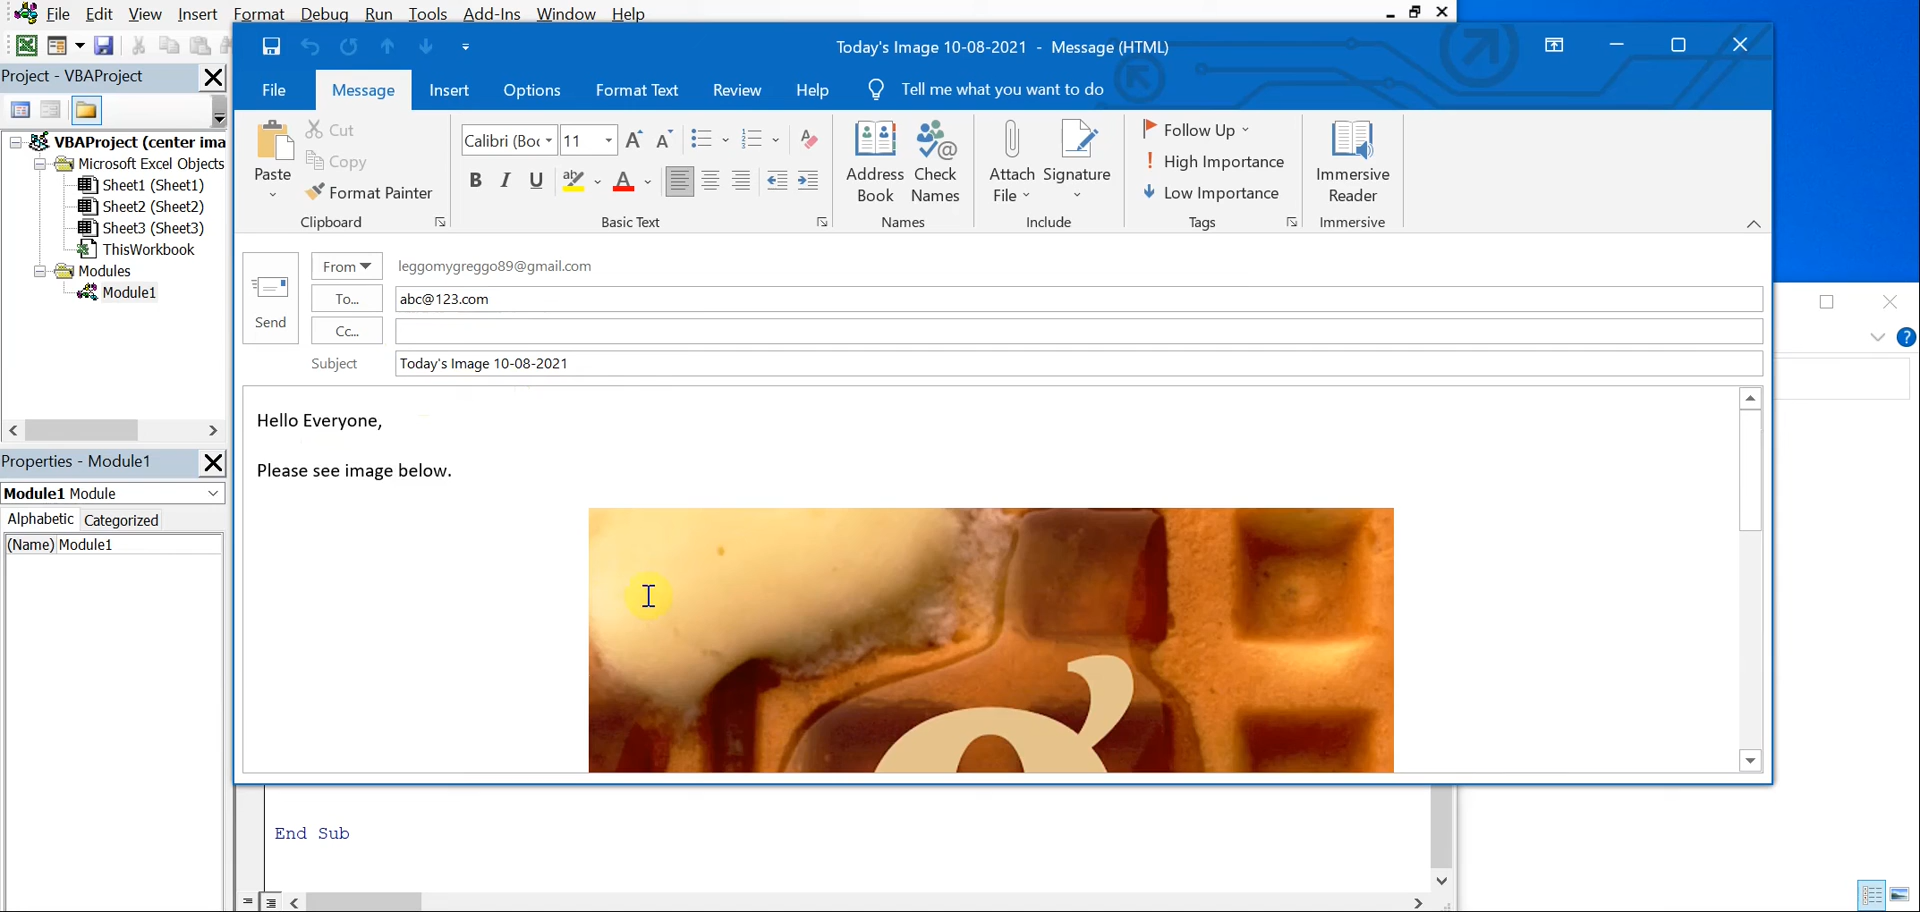 File Edit View Insert Format Debug Run Tools Add-Ins Window Help
Project - VBAProject
VBAProject (center ima
Microsoft Excel Objects
Sheet1 (Sheet1)
Sheet2 (Sheet2)
Sheet3 (Sheet3)
ThisWorkbook
Modules
Module1
Properties - Module1
Module1 Module
Alphabetic Categorized
(Name) Module1
Today's Image 10-08-2021 - Message (HTML)
File Message Insert Options Format Text Review Help Tell me what you want to do
Paste
Cut
Copy
Format Painter
Clipboard
Calibri (Boc 11
B I U
Basic Text
Address Book
Check Names
Names
Attach File
Signature
Include
Follow Up
High Importance
Low Importance
Tags
Immersive Reader
Immersive
Send
From leggomygreggo89@gmail.com
To... abc@123.com
Cc...
Subject Today's Image 10-08-2021
Hello Everyone,
Please see image below.
g
End Sub